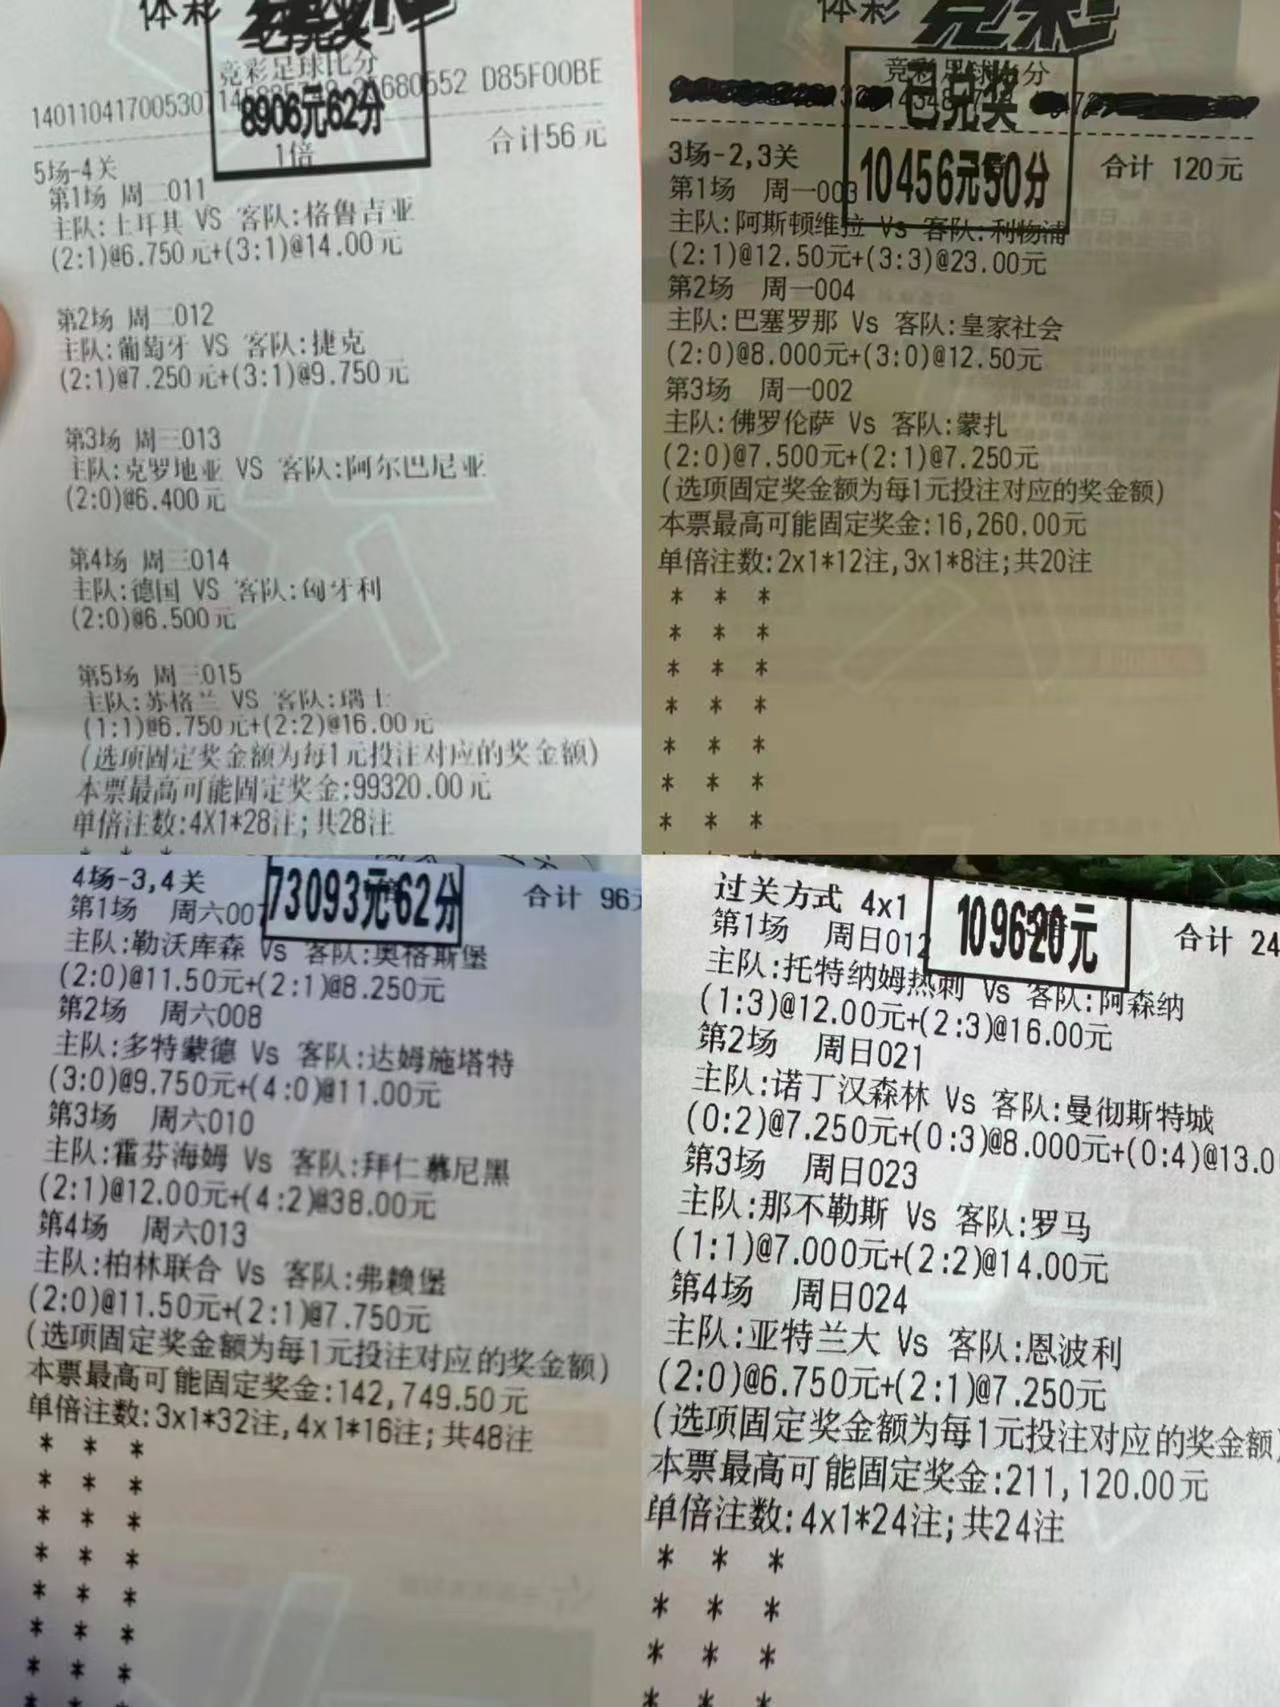 体彩
已兑奖
竞彩足球比分
8906元62分
14011041700530
680552 D85F00BE
1倍
合计56元
5场-4关
第1场 周二011
主队:土耳其 VS 客队:格鲁吉亚
(2:1)@6.750元+(3:1)@14.00元
第2场 周二012
主队:葡萄牙 VS 客队:捷克
(2:1)@7.250元+(3:1)@9.750元
第3场 周三013
主队:克罗地亚 VS 客队:阿尔巴尼亚
(2:0)@6.400元
第4场 周三014
主队:德国 VS 客队:匈牙利
(2:0)@6.500元
第5场 周三015
主队:苏格兰 VS 客队:瑞士
(1:1)@6.750元+(2:2)@16.00元
(选项固定奖金额为每1元投注对应的奖金额)
本票最高可能固定奖金:99320.00元
单倍注数:4X1*28注;共28注
* * *
体彩 竞彩
竞彩足球比分
已兑奖
10456元50分
3场-2,3关
合计 120元
第1场 周一003
主队:阿斯顿维拉 Vs 客队:利物浦
(2:1)@12.50元+(3:3)@23.00元
第2场 周一004
主队:巴塞罗那 Vs 客队:皇家社会
(2:0)@8.000元+(3:0)@12.50元
第3场 周一002
主队:佛罗伦萨 Vs 客队:蒙扎
(2:0)@7.500元+(2:1)@7.250元
(选项固定奖金额为每1元投注对应的奖金额)
本票最高可能固定奖金:16,260.00元
单倍注数:2x1*12注,3x1*8注;共20注
* * *
* * *
* * *
* * *
* * *
* * *
* * *
73093元62分
4场-3,4关
合计 96元
第1场 周六007
主队:勒沃库森 Vs 客队:奥格斯堡
(2:0)@11.50元+(2:1)@8.250元
第2场 周六008
主队:多特蒙德 Vs 客队:达姆施塔特
(3:0)@9.750元+(4:0)@11.00元
第3场 周六010
主队:霍芬海姆 Vs 客队:拜仁慕尼黑
(2:1)@12.00元+(4:2)@38.00元
第4场 周六013
主队:柏林联合 Vs 客队:弗赖堡
(2:0)@11.50元+(2:1)@7.750元
(选项固定奖金额为每1元投注对应的奖金额)
本票最高可能固定奖金:142,749.50元
单倍注数:3x1*32注,4x1*16注;共48注
* * *
* * *
* * *
* * *
* * *
* * *
* * *
109620元
过关方式 4x1
合计 24
第1场 周日012
主队:托特纳姆热刺 Vs 客队:阿森纳
(1:3)@12.00元+(2:3)@16.00元
第2场 周日021
主队:诺丁汉森林 Vs 客队:曼彻斯特城
(0:2)@7.250元+(0:3)@8.000元+(0:4)@13.0
第3场 周日023
主队:那不勒斯 Vs 客队:罗马
(1:1)@7.000元+(2:2)@14.00元
第4场 周日024
主队:亚特兰大 Vs 客队:恩波利
(2:0)@6.750元+(2:1)@7.250元
(选项固定奖金额为每1元投注对应的奖金额)
本票最高可能固定奖金:211,120.00元
单倍注数:4x1*24注;共24注
* * *
* * *
* * *
* * *